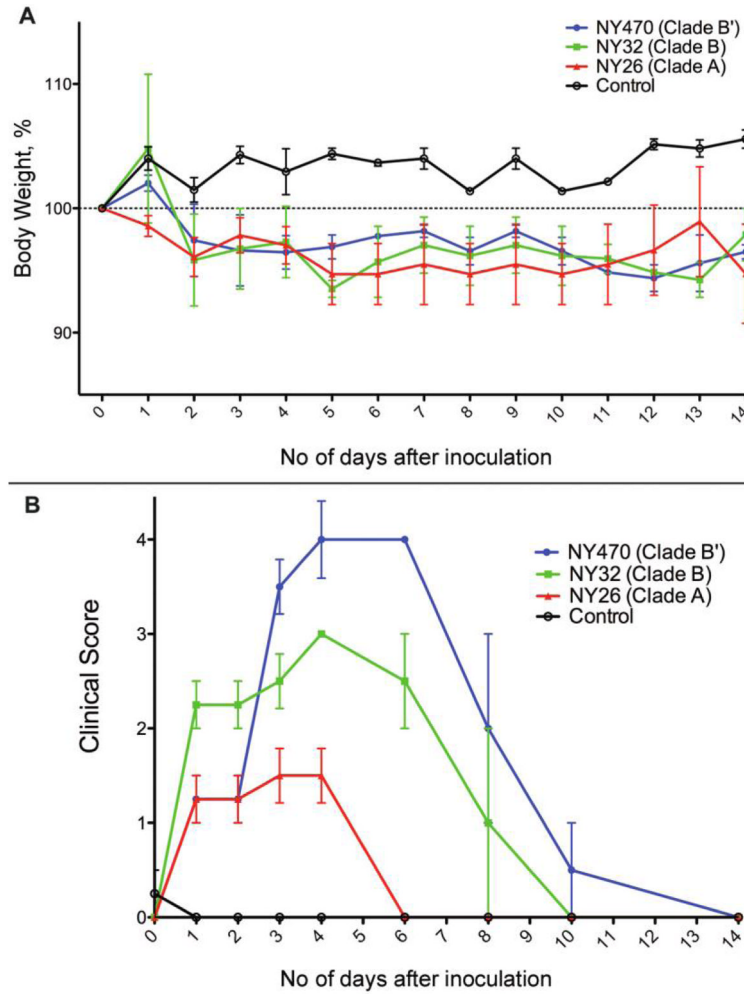 A
NY470 (Clade B')
NY32 (Clade B)
NY26 (Clade A)
Control
Body Weight, %
110
100
90
0 1 2 3 4 5 6 7 8 9 10 11 12 13 14
No of days after inoculation
B
NY470 (Clade B')
NY32 (Clade B)
NY26 (Clade A)
Control
Clinical Score
4
3
2
1
0
0 1 2 3 4 5 6 7 8 9 10 11 12 13 14
No of days after inoculation